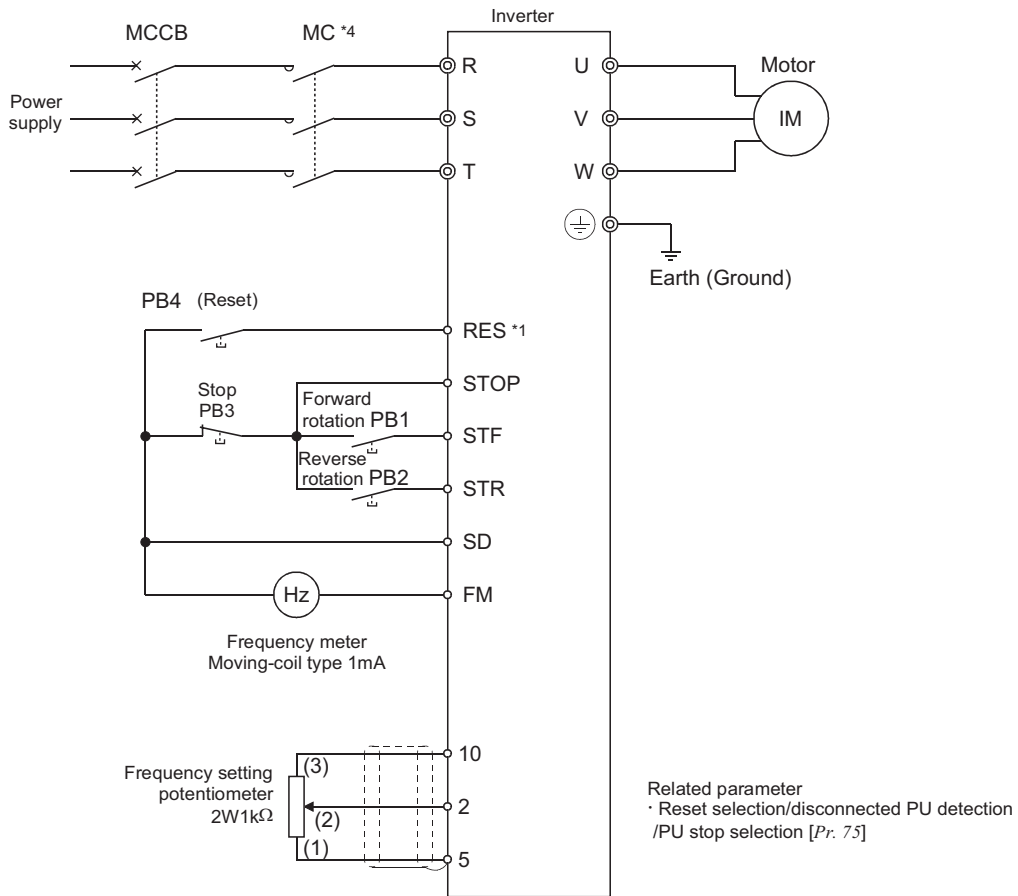 Inverter
MCCB
MC *4
R
U
Motor
Power
supply
S
V
IM
T
W
Earth (Ground)
PB4 (Reset)
RES *1
STOP
Stop
PB3
Forward
rotation PB1
STF
Reverse
rotation PB2
STR
SD
Hz
FM
Frequency meter
Moving-coil type 1mA
10
(3)
Frequency setting
potentiometer
2W1kΩ
2
(2)
(1)
5
Related parameter
· Reset selection/disconnected PU detection
/PU stop selection [Pr. 75]